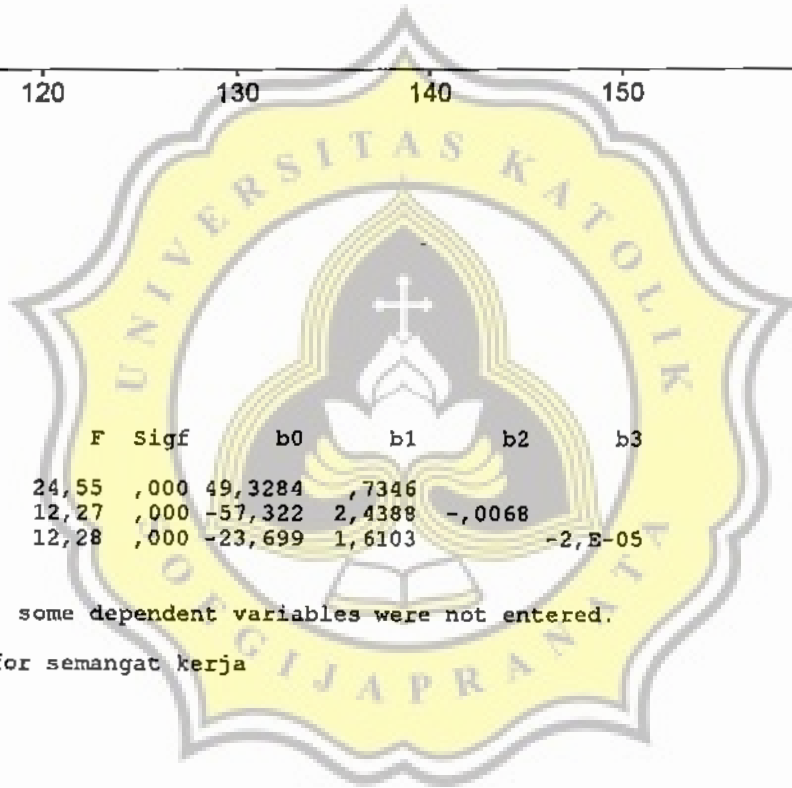 120 130 140 150
UNIVERSITAS KATOLIK
F Sigf b0 b1 b2 b3
24,55 ,000 49,3284 ,7346
12,27 ,000 -57,322 2,4388 -,0068
12,28 ,000 -23,699 1,6103 -2,E-05
some dependent variables were not entered.
for semangat kerja
SOEGIJAPRANATA